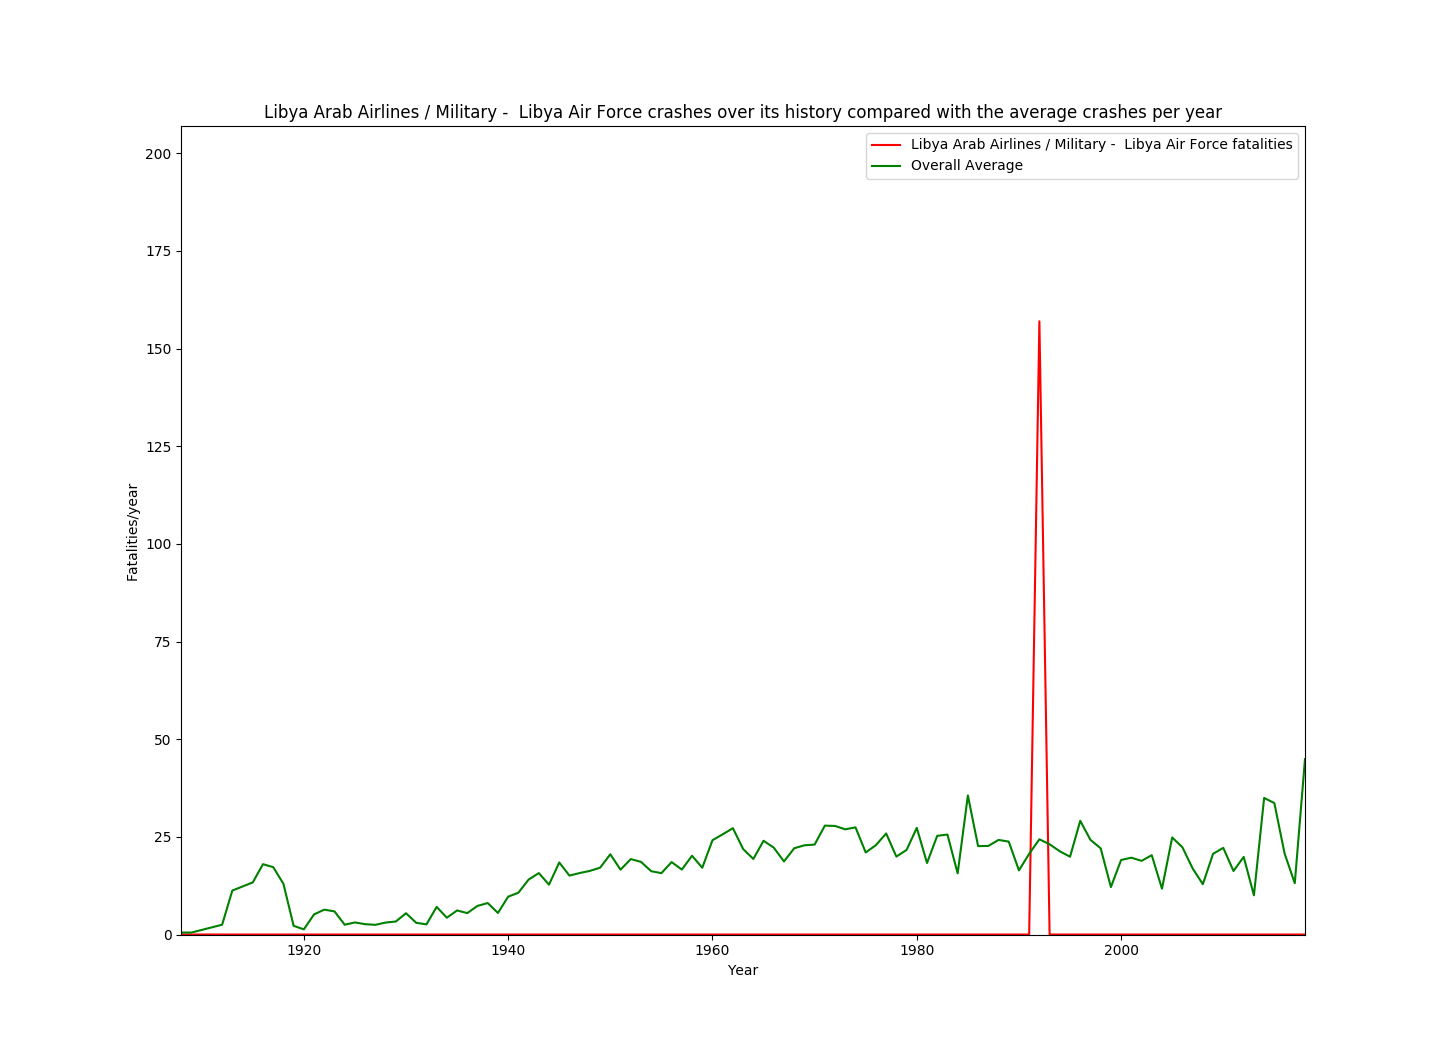 Libya Arab Airlines / Military -  Libya Air Force crashes over its history compared with the average crashes per year
Libya Arab Airlines / Military -  Libya Air Force fatalities
Overall Average
200
175
150
125
100
75
50
25
0
Fatalities/year
1920 1940 1960 1980 2000
Year